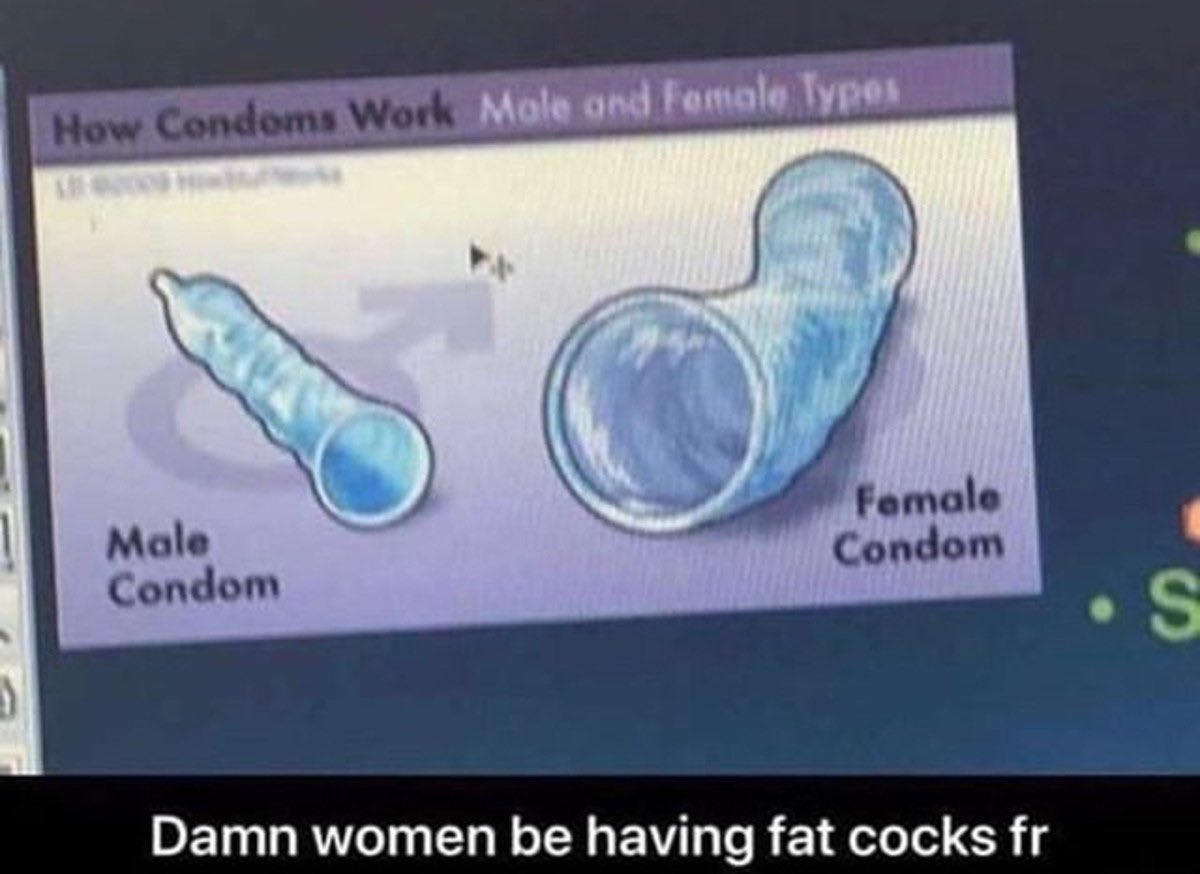 How Condoms Work Male and Female Types
Male
Condom
Female
Condom
• S
Damn women be having fat cocks fr